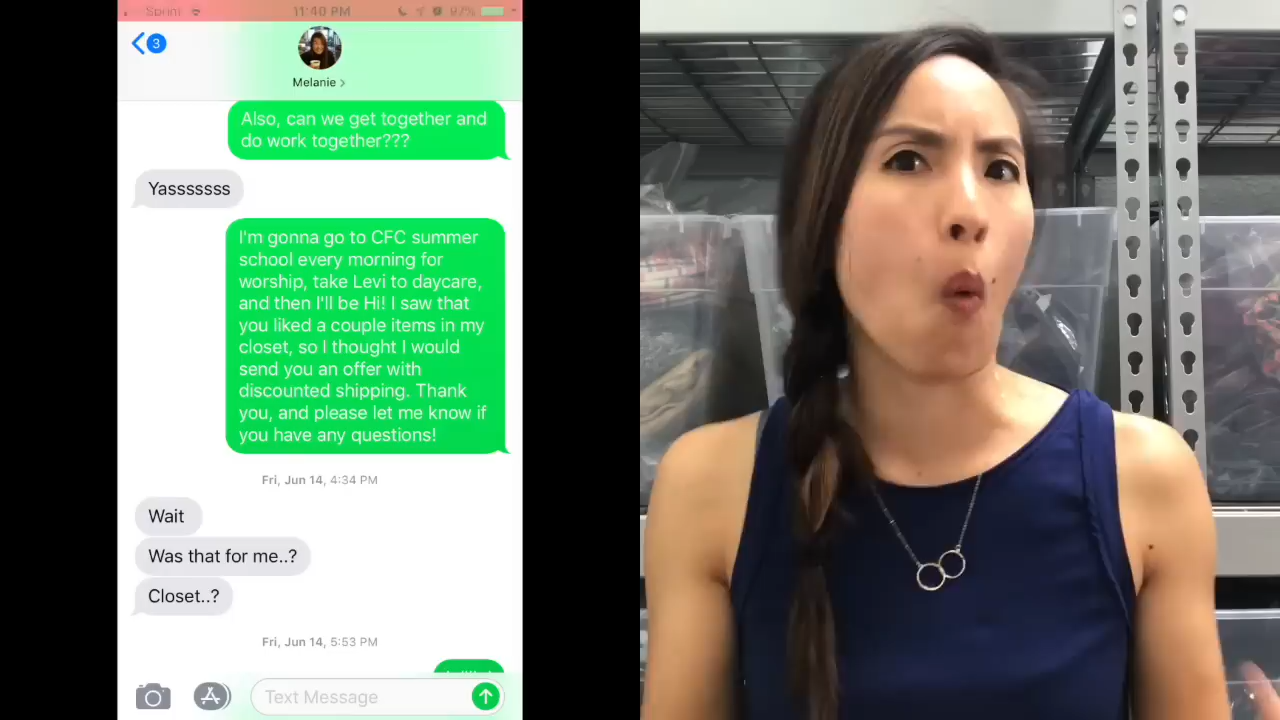 Sprint
11:40 PM
97%
3
Melanie >
Also, can we get together and
do work together???
Yasssssss
I'm gonna go to CFC summer
school every morning for
worship, take Levi to daycare,
and then I'll be Hi! I saw that
you liked a couple items in my
closet, so I thought I would
send you an offer with
discounted shipping. Thank
you, and please let me know if
you have any questions!
Fri, Jun 14, 4:34 PM
Wait
Was that for me..?
Closet..?
Fri, Jun 14, 5:53 PM
Text Message